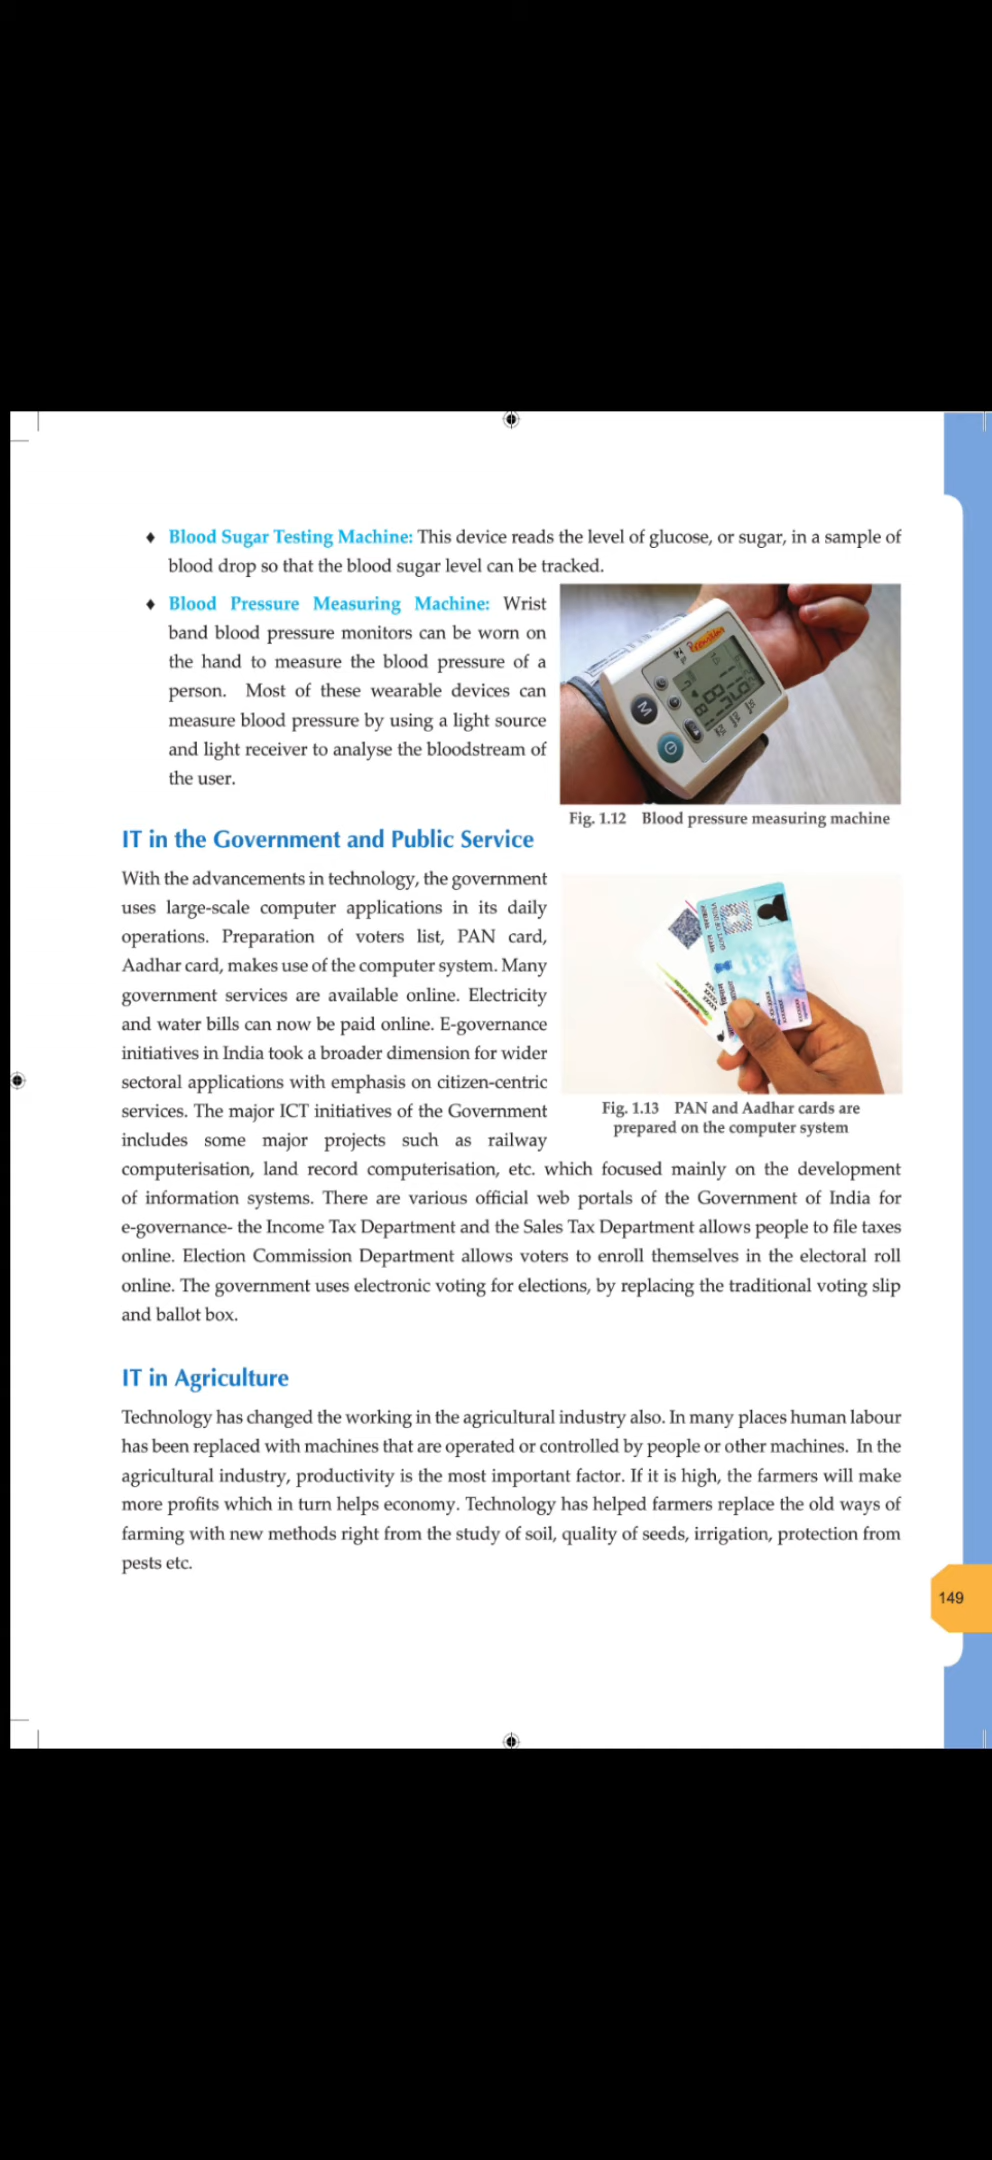 ♦ Blood Sugar Testing Machine: This device reads the level of glucose, or sugar, in a sample of
blood drop so that the blood sugar level can be tracked.
♦ Blood Pressure Measuring Machine: Wrist
band blood pressure monitors can be worn on
the hand to measure the blood pressure of a
person. Most of these wearable devices can
measure blood pressure by using a light source
and light receiver to analyse the bloodstream of
the user.
M
Fig. 1.12 Blood pressure measuring machine
IT in the Government and Public Service
With the advancements in technology, the government
uses large-scale computer applications in its daily
operations. Preparation of voters list, PAN card,
Aadhar card, makes use of the computer system. Many
government services are available online. Electricity
and water bills can now be paid online. E-governance
initiatives in India took a broader dimension for wider
sectoral applications with emphasis on citizen-centric
services. The major ICT initiatives of the Government
includes some major projects such as railway
Fig. 1.13 PAN and Aadhar cards are
prepared on the computer system
computerisation, land record computerisation, etc. which focused mainly on the development
of information systems. There are various official web portals of the Government of India for
e-governance- the Income Tax Department and the Sales Tax Department allows people to file taxes
online. Election Commission Department allows voters to enroll themselves in the electoral roll
online. The government uses electronic voting for elections, by replacing the traditional voting slip
and ballot box.
IT in Agriculture
Technology has changed the working in the agricultural industry also. In many places human labour
has been replaced with machines that are operated or controlled by people or other machines. In the
agricultural industry, productivity is the most important factor. If it is high, the farmers will make
more profits which in turn helps economy. Technology has helped farmers replace the old ways of
farming with new methods right from the study of soil, quality of seeds, irrigation, protection from
pests etc.
149